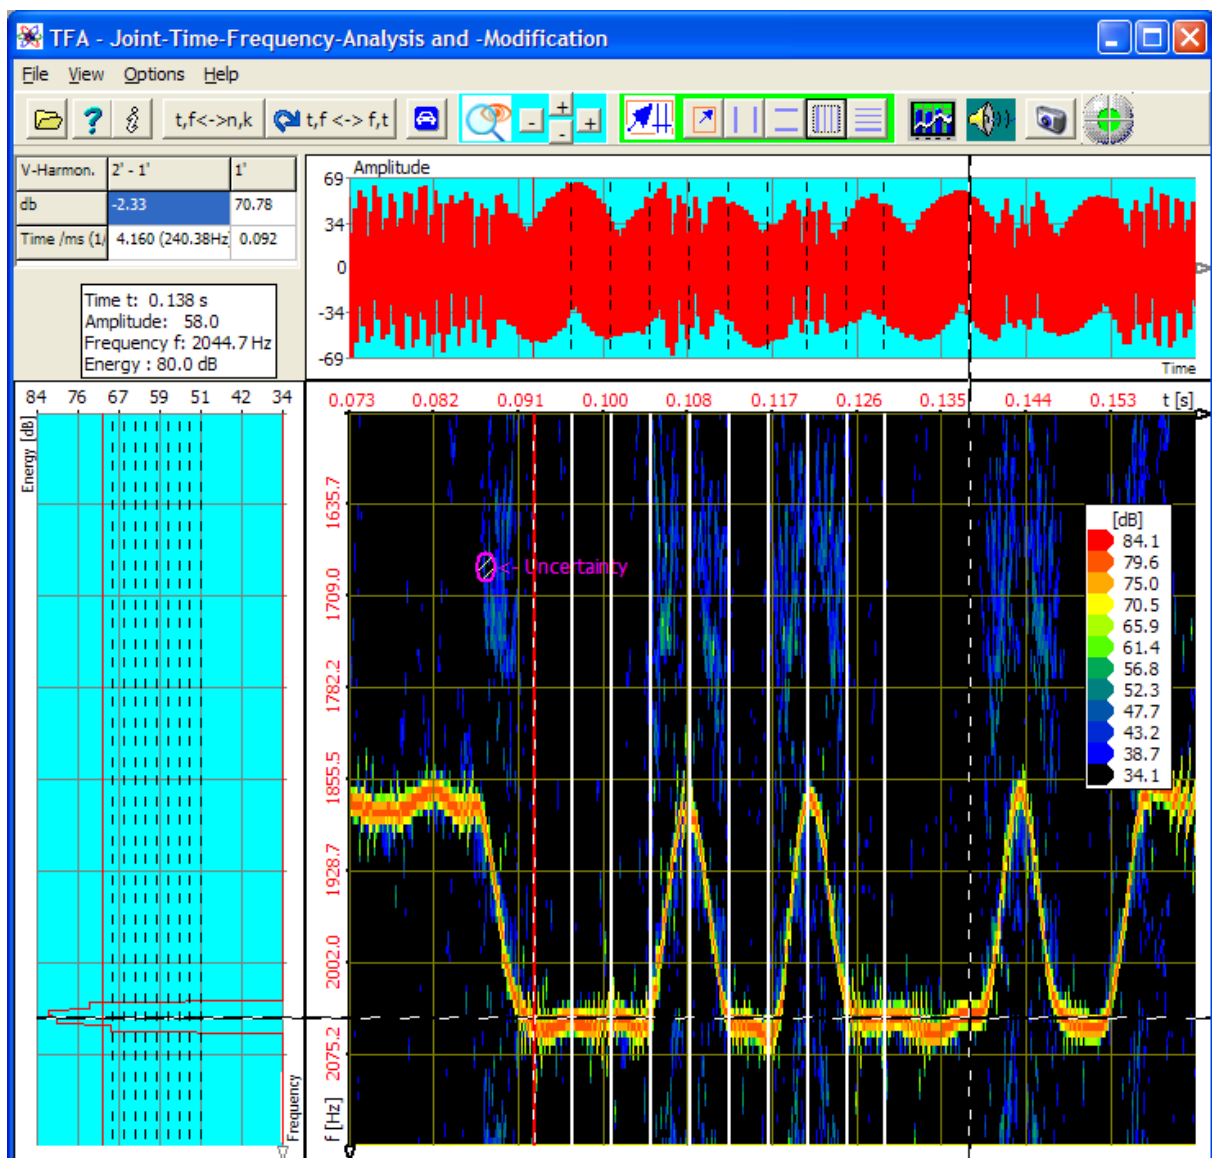 TFA - Joint-Time-Frequency-Analysis and -Modification
File View Options Help
t,f<->n,k t,f <-> f,t
V-Harmon. 2' - 1' 1'
db -2.33 70.78
Time /ms (1/ 4.160 (240.38Hz 0.092
Time t: 0.138 s
Amplitude: 58.0
Frequency f: 2044.7 Hz
Energy : 80.0 dB
Amplitude
69
34
0
-34
-69
Time
84 76 67 59 51 42 34
Energy [dB]
Frequency
0.073 0.082 0.091 0.100 0.108 0.117 0.126 0.135 0.144 0.153 t [s]
1635.7
1709.0
1782.2
1855.5
1928.7
2002.0
2075.2
f [Hz]
<- Uncertainty
[dB]
84.1
79.6
75.0
70.5
65.9
61.4
56.8
52.3
47.7
43.2
38.7
34.1